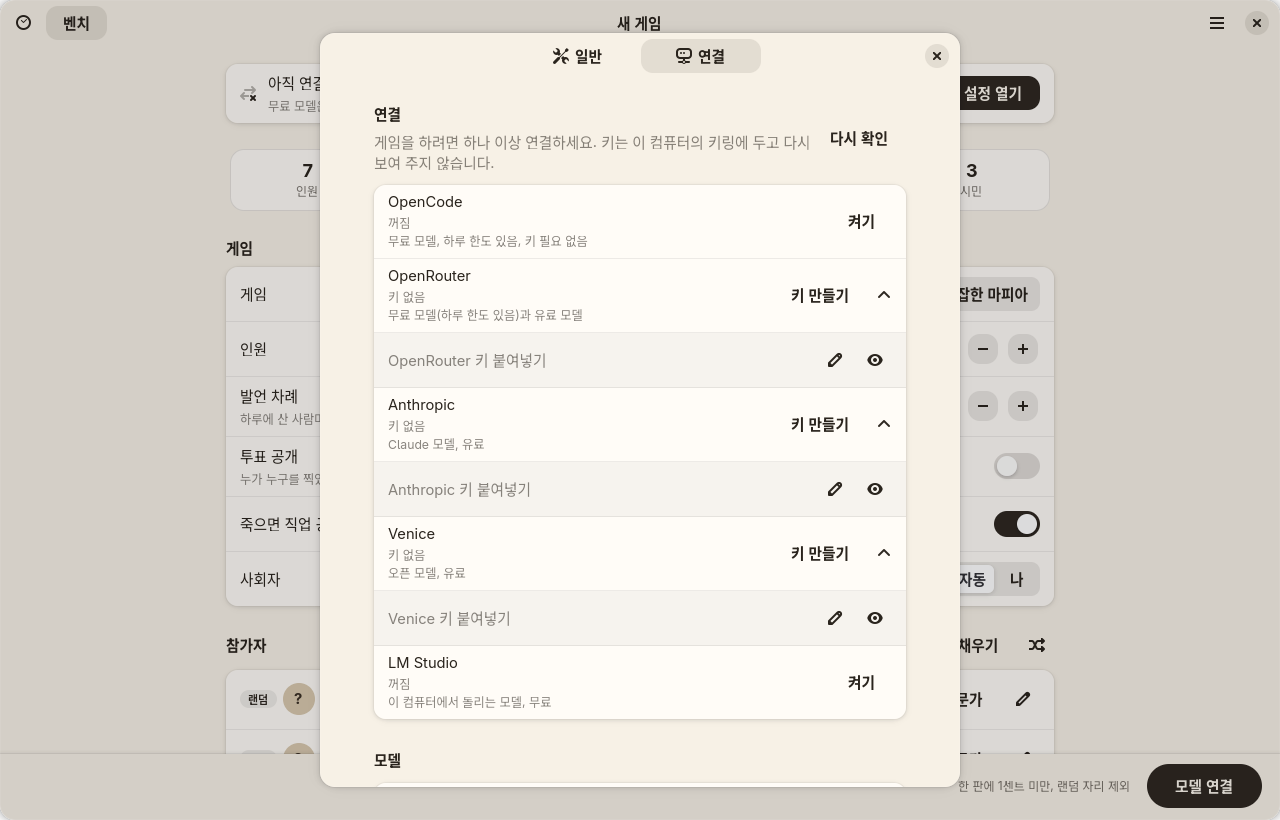 벤치
새 게임
일반
연결
아직 연결
무료 모델은
설정 열기
7
인원
3
시민
연결
게임을 하려면 하나 이상 연결하세요. 키는 이 컴퓨터의 키링에 두고 다시
보여 주지 않습니다.
다시 확인
OpenCode
꺼짐
무료 모델, 하루 한도 있음, 키 필요 없음
켜기
OpenRouter
키 없음
무료 모델(하루 한도 있음)과 유료 모델
키 만들기
OpenRouter 키 붙여넣기
Anthropic
키 없음
Claude 모델, 유료
키 만들기
Anthropic 키 붙여넣기
Venice
키 없음
오픈 모델, 유료
키 만들기
Venice 키 붙여넣기
LM Studio
꺼짐
이 컴퓨터에서 돌리는 모델, 무료
켜기
모델
게임
게임
잡한 마피아
인원
발언 차례
하루에 산 사람
투표 공개
누가 누구를 찍
죽으면 직업
사회자
자동
나
참가자
채우기
랜덤
?
문가
한 판에 1센트 미만, 랜덤 자리 제외
모델 연결